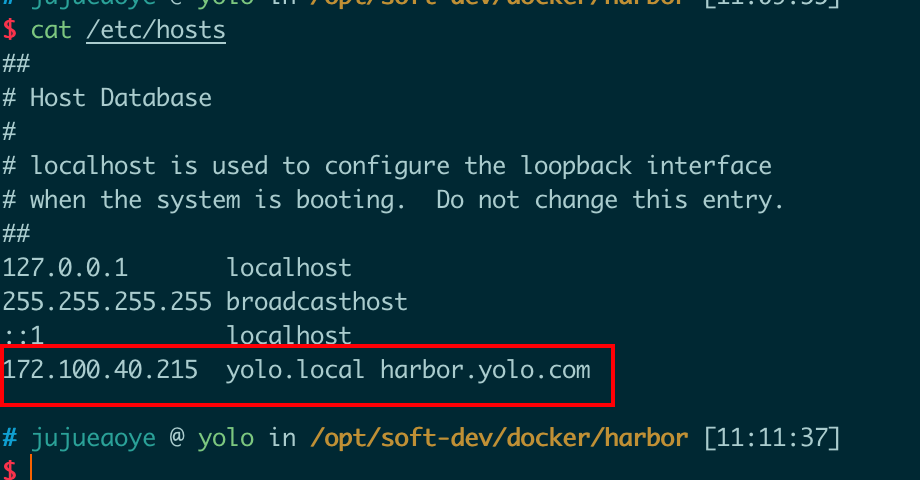 # jujueaoye @ yolo in /opt/soft-dev/docker/harbor [11:09:55]
$ cat /etc/hosts
##
# Host Database
#
# localhost is used to configure the loopback interface
# when the system is booting.  Do not change this entry.
##
127.0.0.1       localhost
255.255.255.255 broadcasthost
::1             localhost
172.100.40.215  yolo.local harbor.yolo.com
# jujueaoye @ yolo in /opt/soft-dev/docker/harbor [11:11:37]
$